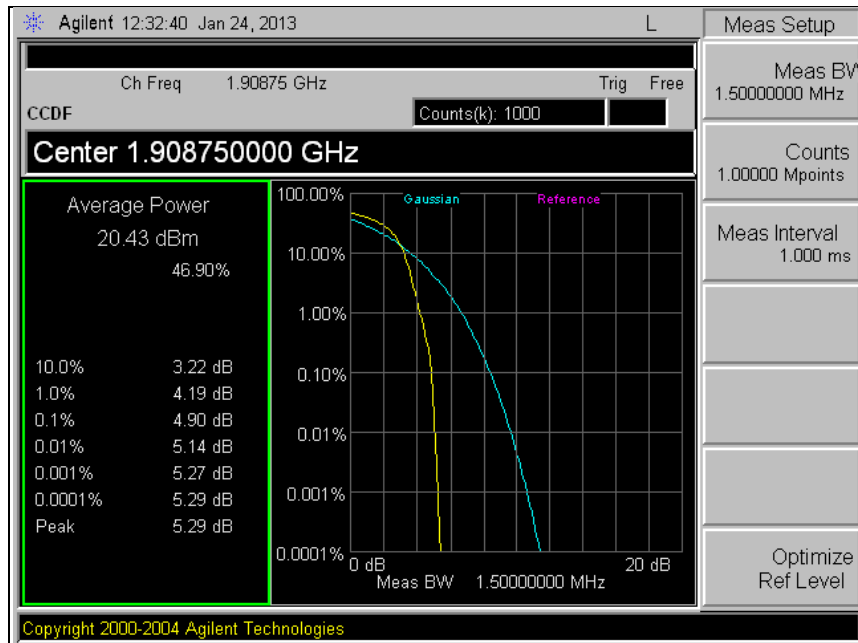 Agilent 12:32:40 Jan 24, 2013 L
Meas Setup
Ch Freq 1.90875 GHz Trig Free
CCDF Counts(k): 1000
Center 1.908750000 GHz
Average Power
20.43 dBm
46.90%
10.0% 3.22 dB
1.0% 4.19 dB
0.1% 4.90 dB
0.01% 5.14 dB
0.001% 5.27 dB
0.0001% 5.29 dB
Peak 5.29 dB
Gaussian Reference
100.00%
10.00%
1.00%
0.10%
0.01%
0.001%
0.0001%
0 dB 20 dB
Meas BW 1.50000000 MHz
Meas BW
1.50000000 MHz
Counts
1.00000 Mpoints
Meas Interval
1.000 ms
Optimize
Ref Level
Copyright 2000-2004 Agilent Technologies